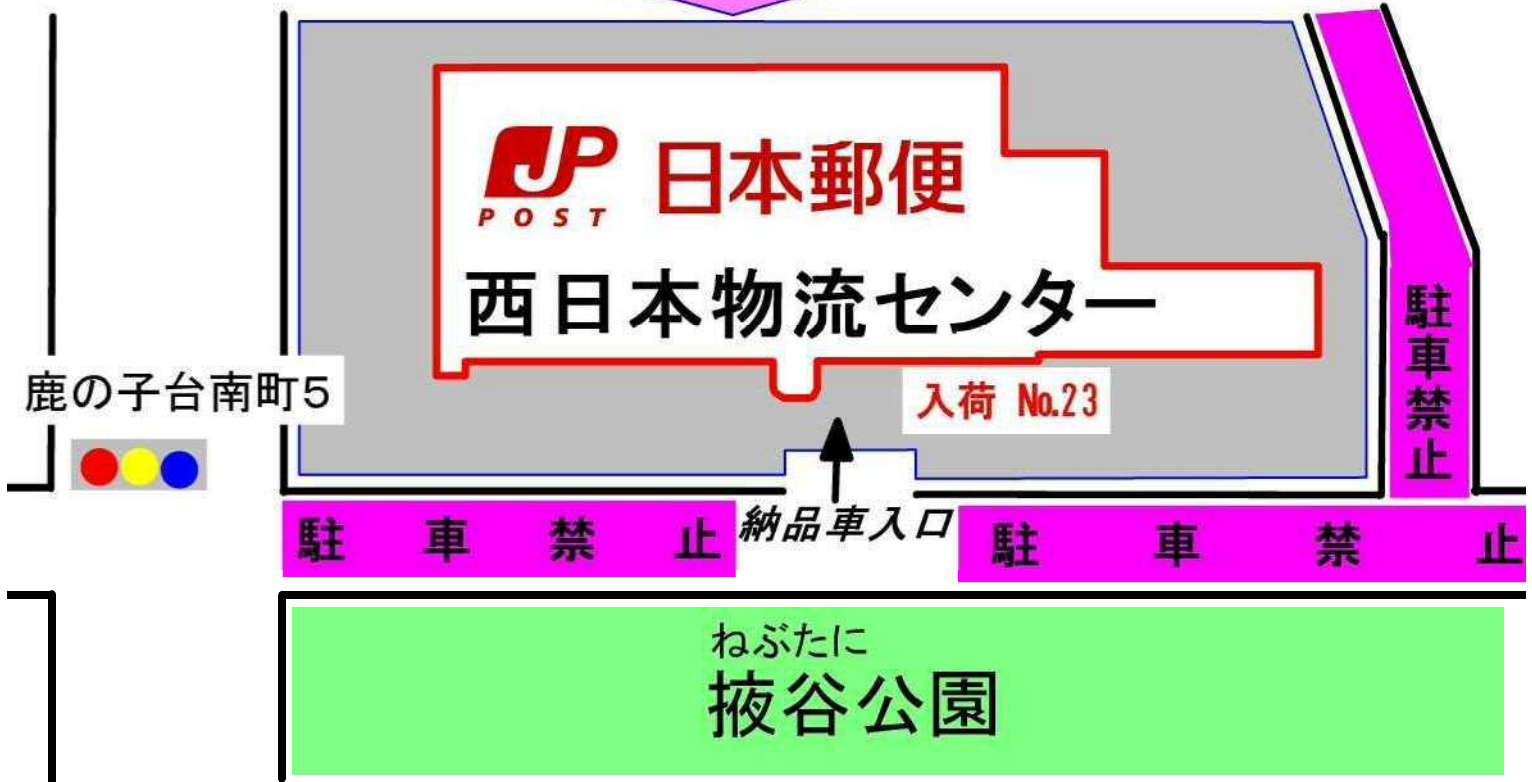 JP 日本郵便
POST
西日本物流センター
鹿の子台南町5
入荷 No.23
駐車禁止
納品車入口
駐車禁止
駐車禁止
ねぶたに
掖谷公園